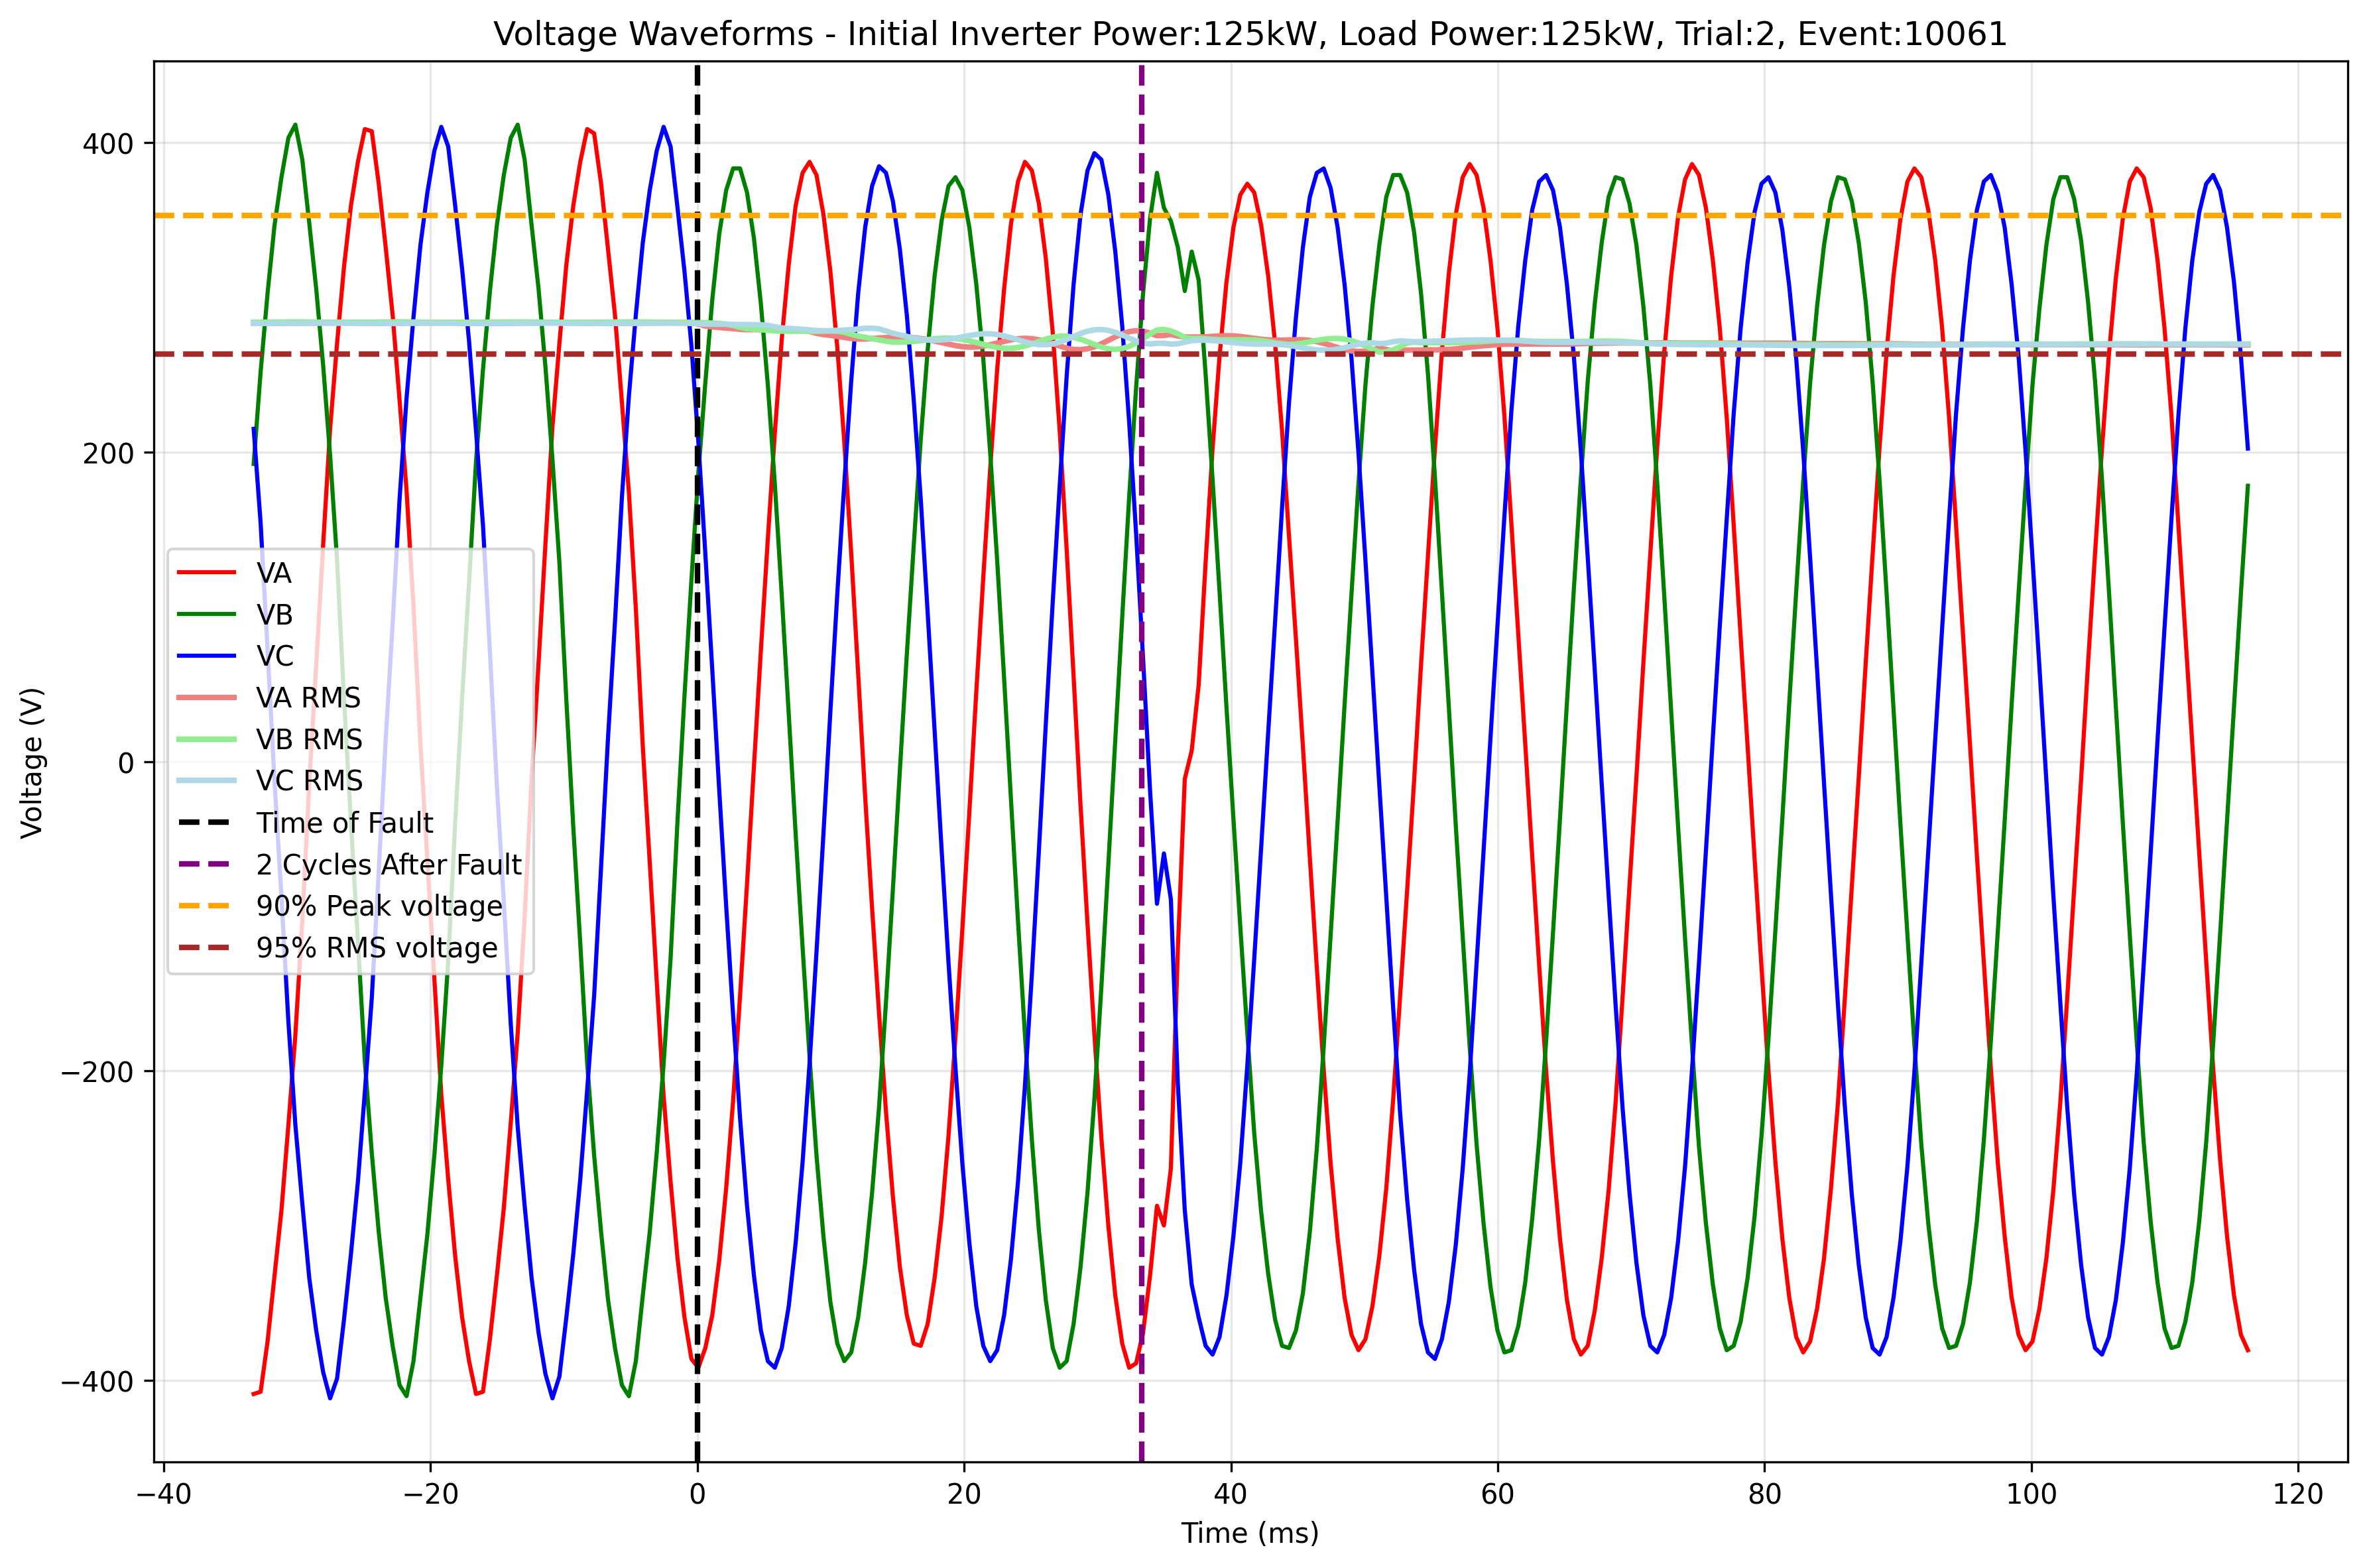 Voltage Waveforms - Initial Inverter Power:125kW, Load Power:125kW, Trial:2, Event:10061
Voltage (V)
400
200
0
−200
−400
VA
VB
VC
VA RMS
VB RMS
VC RMS
Time of Fault
2 Cycles After Fault
90% Peak voltage
95% RMS voltage
−40 −20 0 20 40 60 80 100 120
Time (ms)